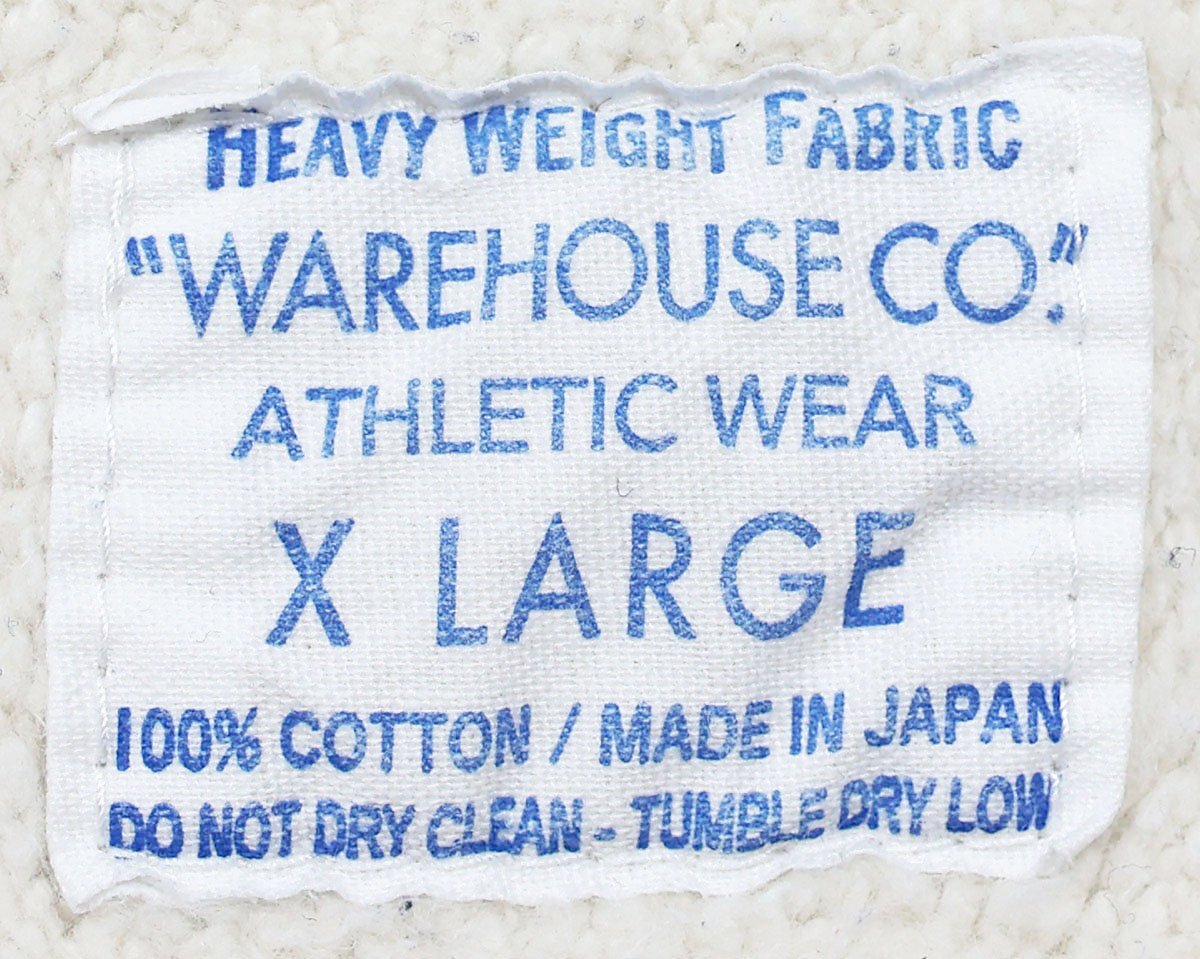 HEAVY WEIGHT FABRIC
"WAREHOUSE CO."
ATHLETIC WEAR
X LARGE
100% COTTON / MADE IN JAPAN
DO NOT DRY CLEAN - TUMBLE DRY LOW